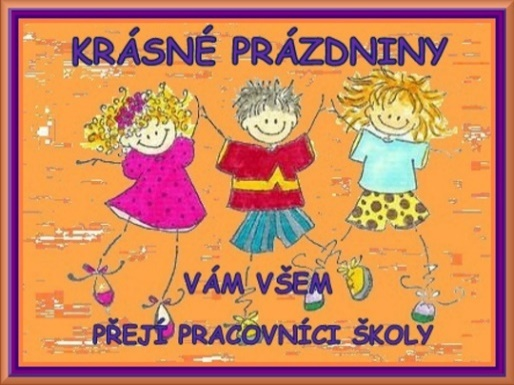 KRÁSNÉ PRÁZDNINY
VÁM VŠEM
PŘEJÍ PRACOVNÍCI ŠKOLY